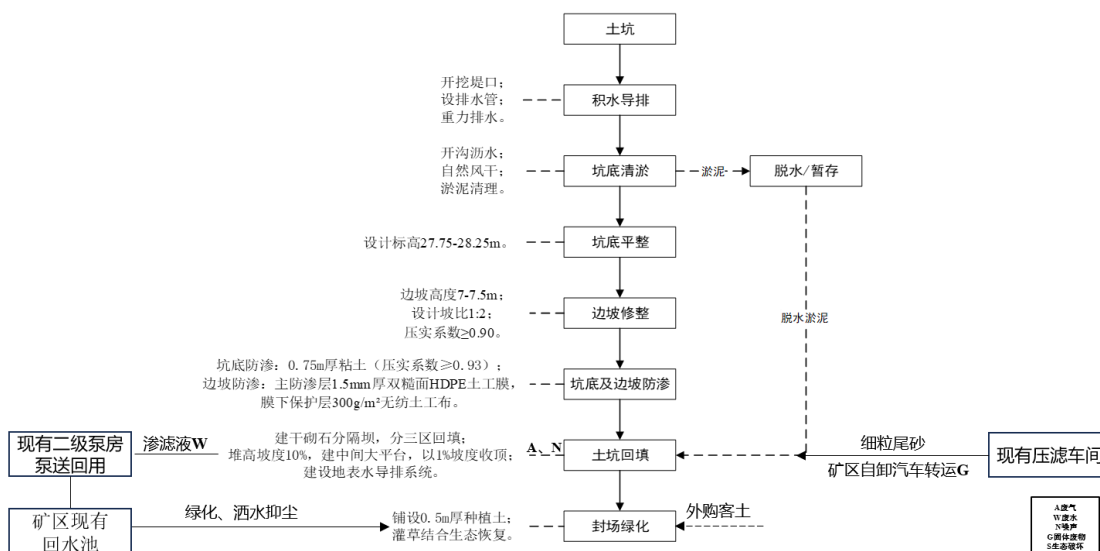 土坑
开挖堤口；
设排水管；
重力排水。
积水导排
开沟沥水；
自然风干；
淤泥清理。
坑底清淤
淤泥
脱水/暂存
设计标高27.75-28.25m。
坑底平整
边坡高度7-7.5m；
设计坡比1:2；
压实系数≥0.90。
边坡修整
脱水淤泥
坑底防渗：0.75m厚粘土（压实系数≥0.93）；
边坡防渗：主防渗层1.5mm厚双糙面HDPE土工膜，
膜下保护层300g/m²无纺土工布。
坑底及边坡防渗
现有二级泵房
泵送回用
渗滤液W
建干砌石分隔坝，分三区回填；
堆高坡度10%，建中间大平台，以1%坡度收顶；
建设地表水导排系统。
A、N
土坑回填
细粒尾砂
矿区自卸汽车转运G
现有压滤车间
矿区现有
回水池
绿化、洒水抑尘
铺设0.5m厚种植土；
灌草结合生态恢复。
封场绿化
外购客土
A废气
W废水
N噪声
G固体废物
S生态破坏